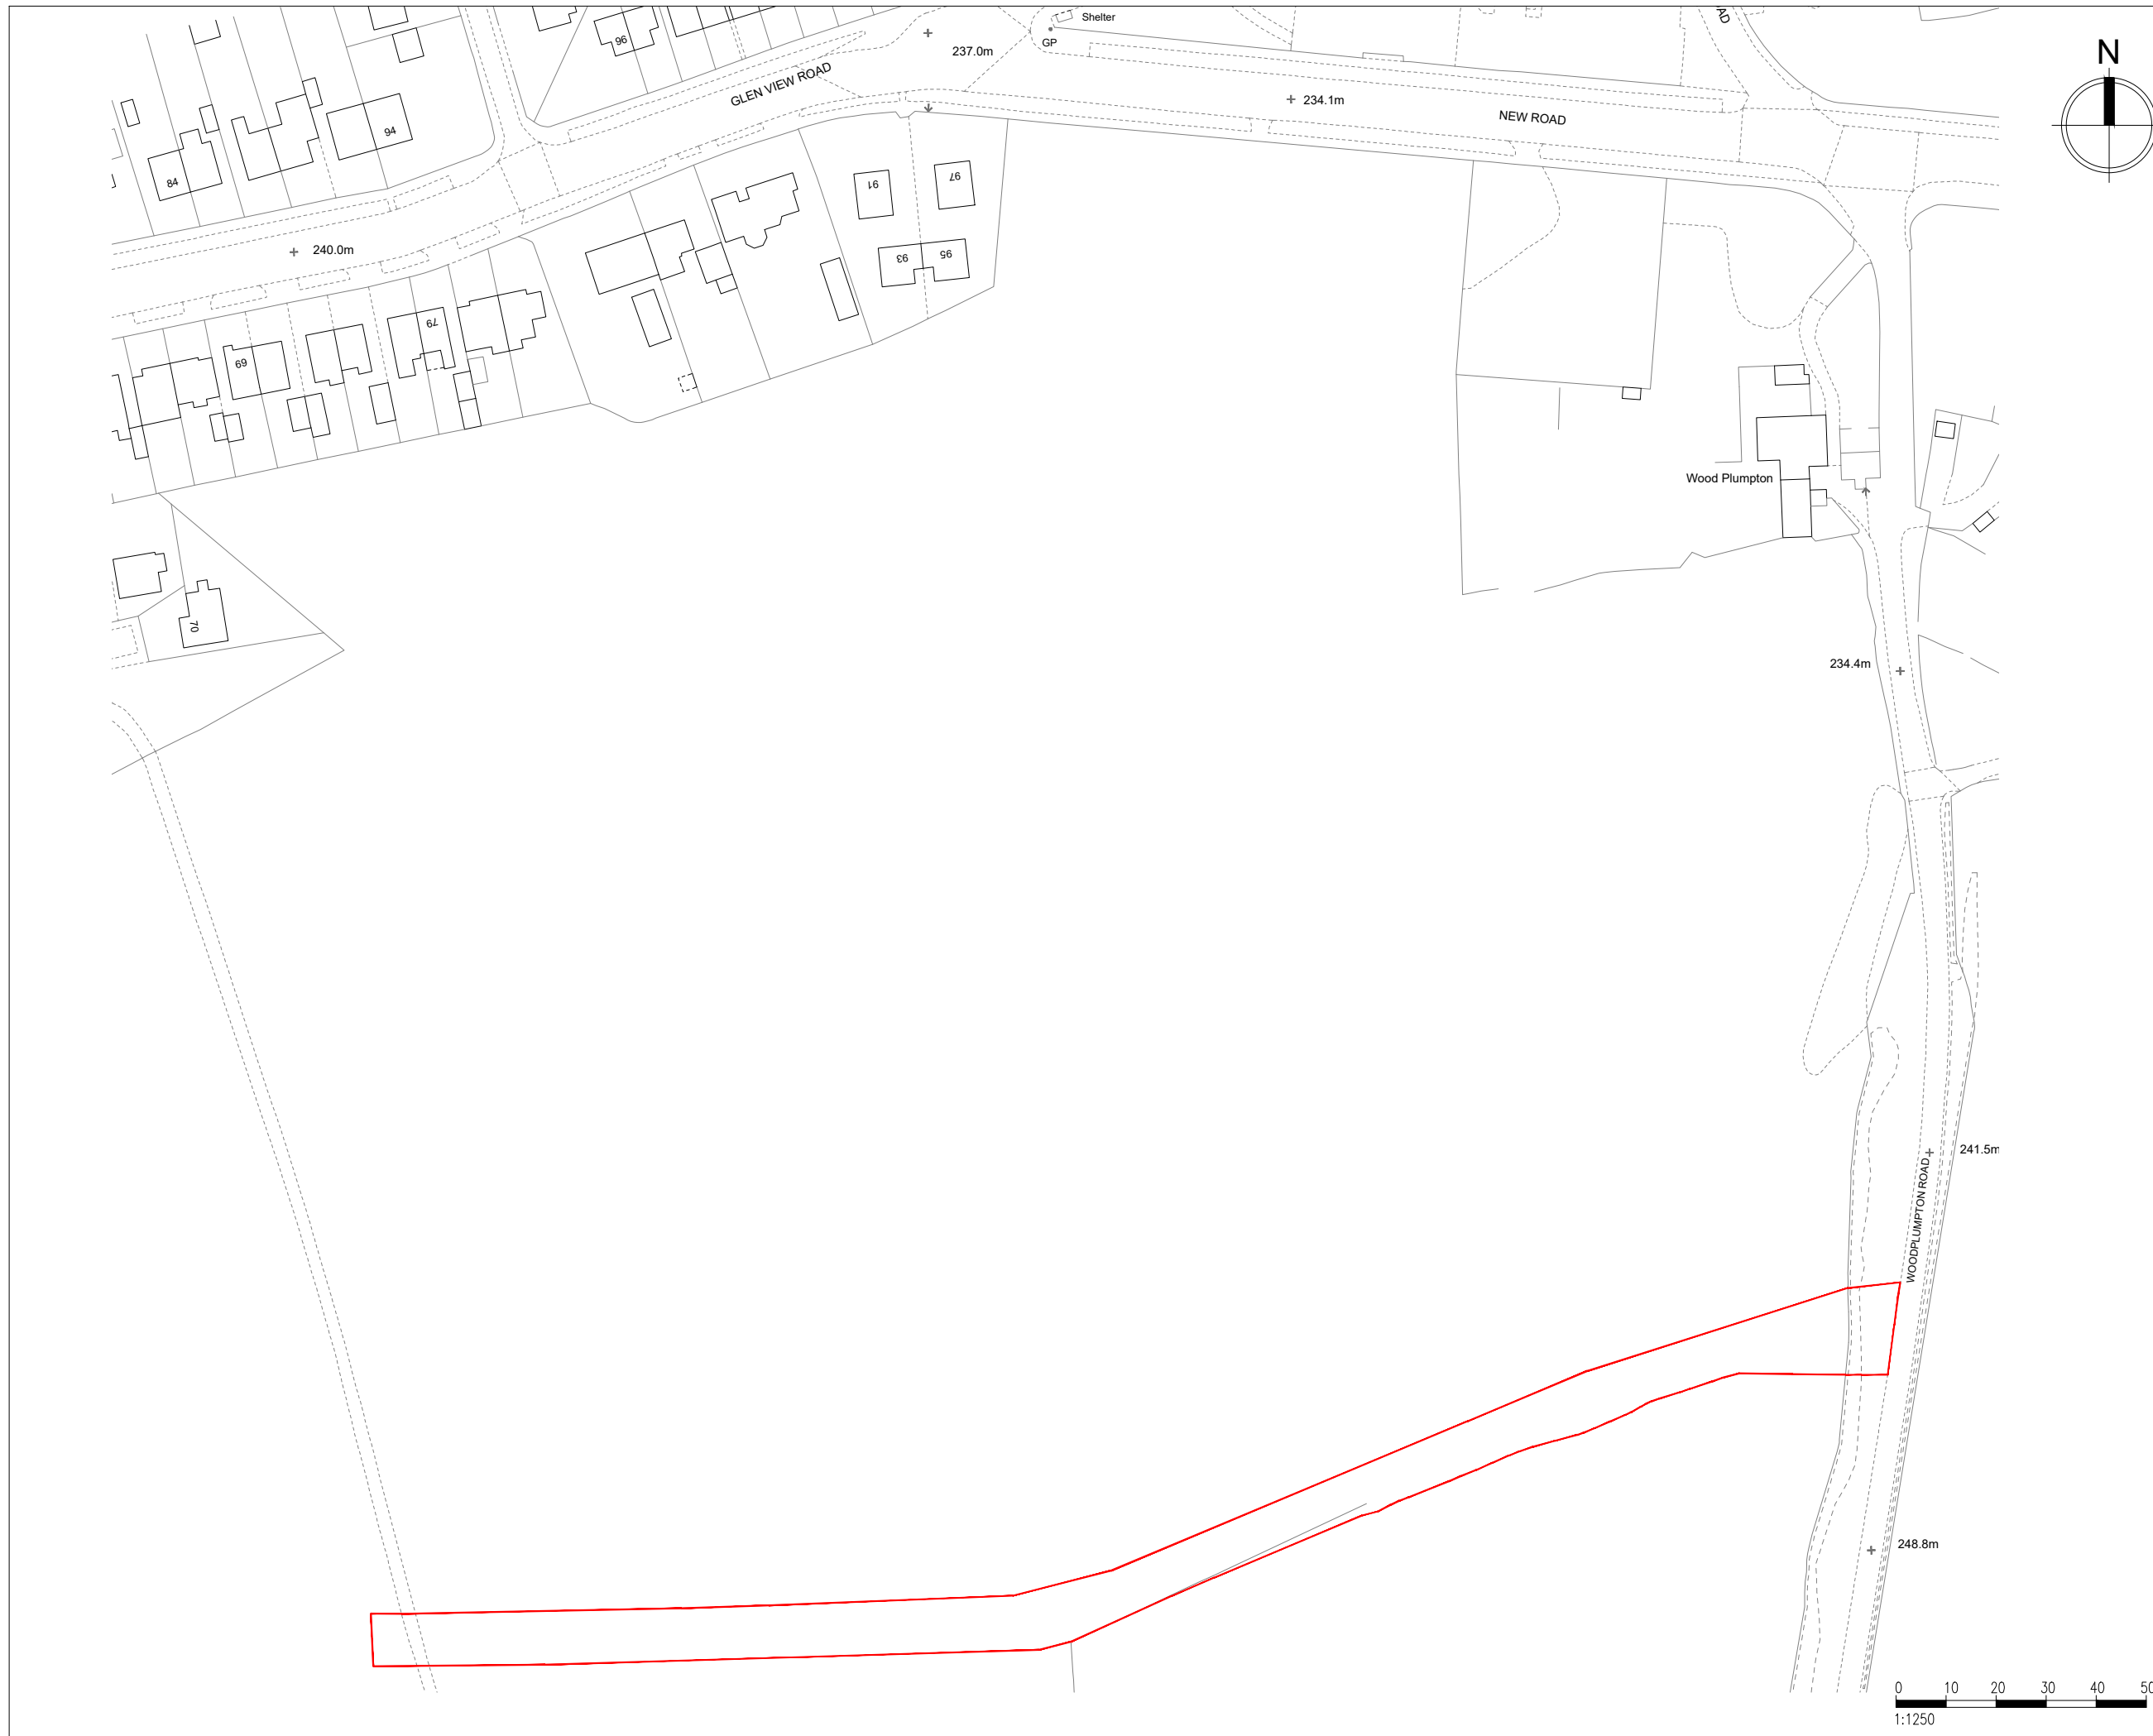 Shelter
AD
N
96
GP
237.0m
GLEN VIEW ROAD
234.1m
NEW ROAD
94
84
91
97
240.0m
93
95
79
69
Wood Plumpton
70
234.4m
241.5m
WOODPLUMPTON ROAD
248.8m
0 10 20 30 40 50
1:1250